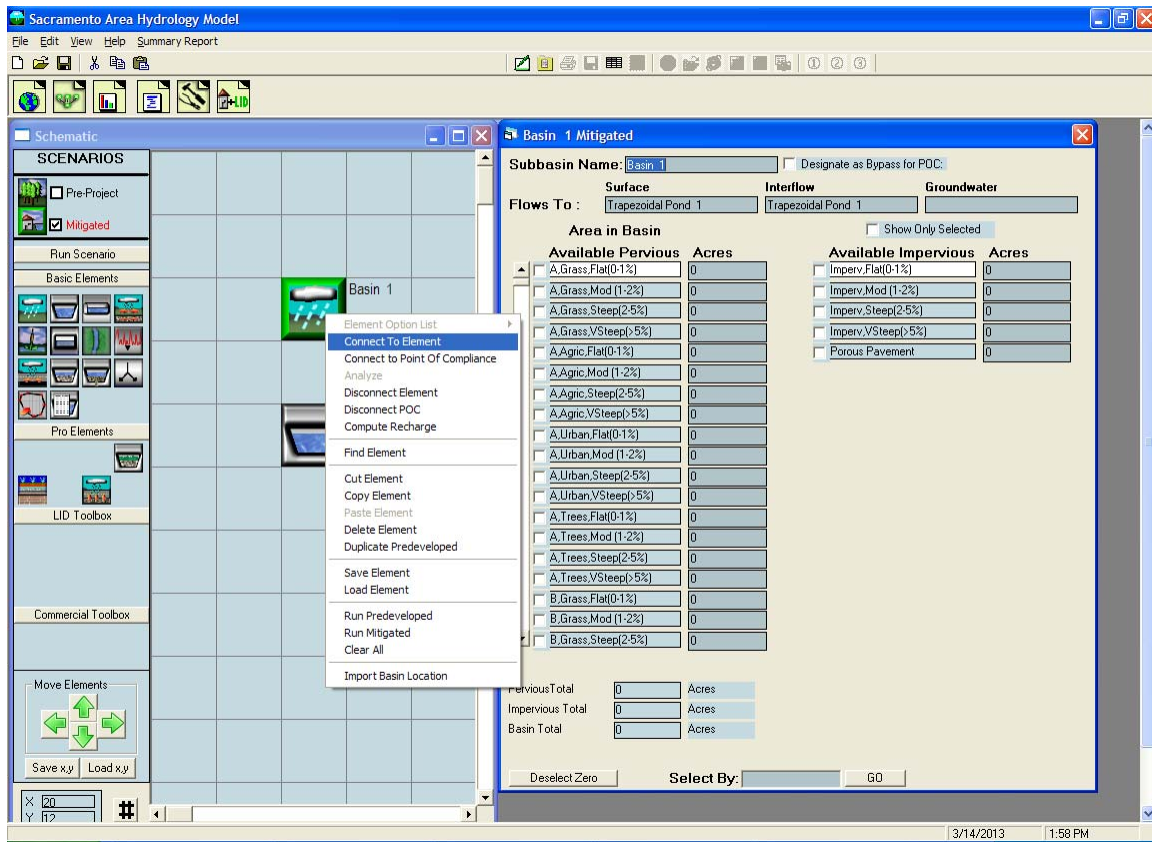 Sacramento Area Hydrology Model
File Edit View Help Summary Report
Schematic
SCENARIOS
Pre-Project
Mitigated
Run Scenario
Basic Elements
Pro Elements
LID Toolbox
Commercial Toolbox
Move Elements
Save x,y Load x,y
X 20
Y 12
#
+LID
Basin 1
Element Option List
Connect To Element
Connect to Point Of Compliance
Analyze
Disconnect Element
Disconnect POC
Compute Recharge
Find Element
Cut Element
Copy Element
Paste Element
Delete Element
Duplicate Predeveloped
Save Element
Load Element
Run Predeveloped
Run Mitigated
Clear All
Import Basin Location
Basin 1 Mitigated
Subbasin Name: Basin 1 Designate as Bypass for POC:
Surface Interflow Groundwater
Flows To : Trapezoidal Pond 1 Trapezoidal Pond 1
Area in Basin Show Only Selected
Available Pervious Acres Available Impervious Acres
A,Grass,Flat(0-1%) 0 Imperv,Flat(0-1%) 0
A,Grass,Mod (1-2%) 0 Imperv,Mod (1-2%) 0
A,Grass,Steep(2-5%) 0 Imperv,Steep(2-5%) 0
A,Grass,VSteep(>5%) 0 Imperv,VSteep(>5%) 0
A,Agric,Flat(0-1%) 0 Porous Pavement 0
A,Agric,Mod (1-2%) 0
A,Agric,Steep(2-5%) 0
A,Agric,VSteep(>5%) 0
A,Urban,Flat(0-1%) 0
A,Urban,Mod (1-2%) 0
A,Urban,Steep(2-5%) 0
A,Urban,VSteep(>5%) 0
A,Trees,Flat(0-1%) 0
A,Trees,Mod (1-2%) 0
A,Trees,Steep(2-5%) 0
A,Trees,VSteep(>5%) 0
B,Grass,Flat(0-1%) 0
B,Grass,Mod (1-2%) 0
B,Grass,Steep(2-5%) 0
PerviousTotal 0 Acres
Impervious Total 0 Acres
Basin Total 0 Acres
Deselect Zero Select By: GO
3/14/2013 1:58 PM